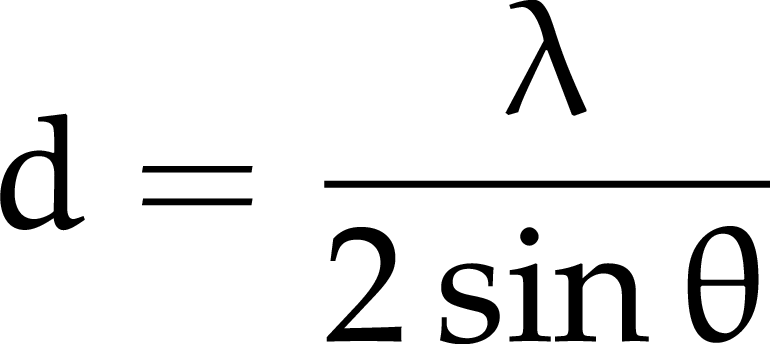 d = λ / 2 sin θ